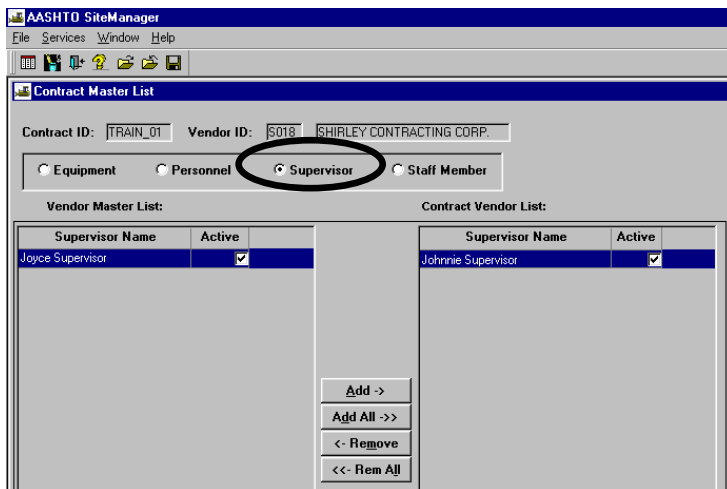 AASHTO SiteManager
File Services Window Help
Contract Master List
Contract ID: TRAIN_01 Vendor ID: S018 SHIRLEY CONTRACTING CORP.
Equipment Personnel Supervisor Staff Member
Vendor Master List: Contract Vendor List:
Supervisor Name Active Supervisor Name Active
Joyce Supervisor Johnnie Supervisor
Add ->
Add All ->>
<- Remove
<<- Rem All